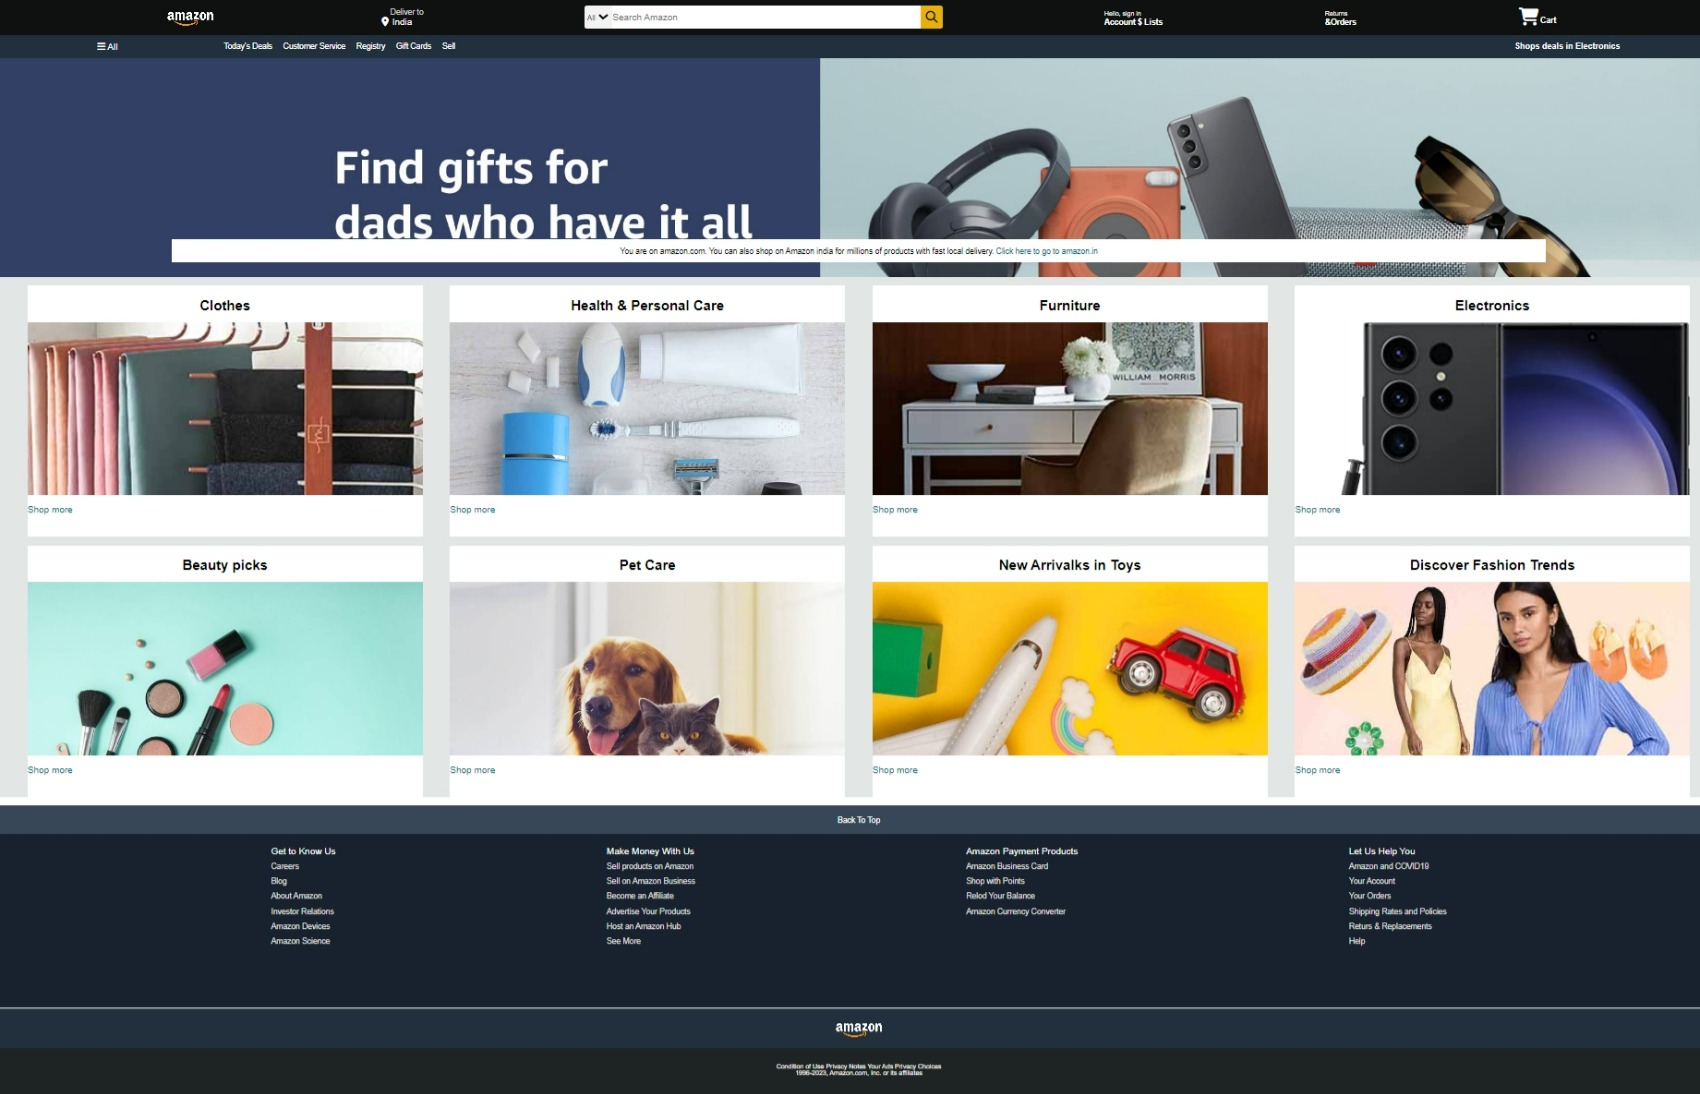 amazon
Deliver to
India
All
Search Amazon
Hello, sign in
Account $ Lists
Returns
&Orders
Cart
All
Today's Deals Customer Service Registry Gift Cards Sell
Shops deals in Electronics
Find gifts for
dads who have it all
You are on amazon.com. You can also shop on Amazon india for millions of products with fast local delivery. Click here to go to amazon.in
Clothes
Shop more
Health & Personal Care
Shop more
Furniture
WILLIAM MORRIS
Shop more
Electronics
Shop more
Beauty picks
Shop more
Pet Care
Shop more
New Arrivalks in Toys
Shop more
Discover Fashion Trends
Shop more
Back To Top
Get to Know Us
Careers
Blog
About Amazon
Investor Relations
Amazon Devices
Amazon Science
Make Money With Us
Sell products on Amazon
Sell on Amazon Business
Become an Affiliate
Advertise Your Products
Host an Amazon Hub
See More
Amazon Payment Products
Amazon Business Card
Shop with Points
Relod Your Balance
Amazon Currency Converter
Let Us Help You
Amazon and COVID19
Your Account
Your Orders
Shipping Rates and Policies
Returs & Replacements
Help
amazon
Condition of Use Privacy Notes Your Ads Privacy Choices
1996-2023, Amazon.com, Inc. or its affiliates